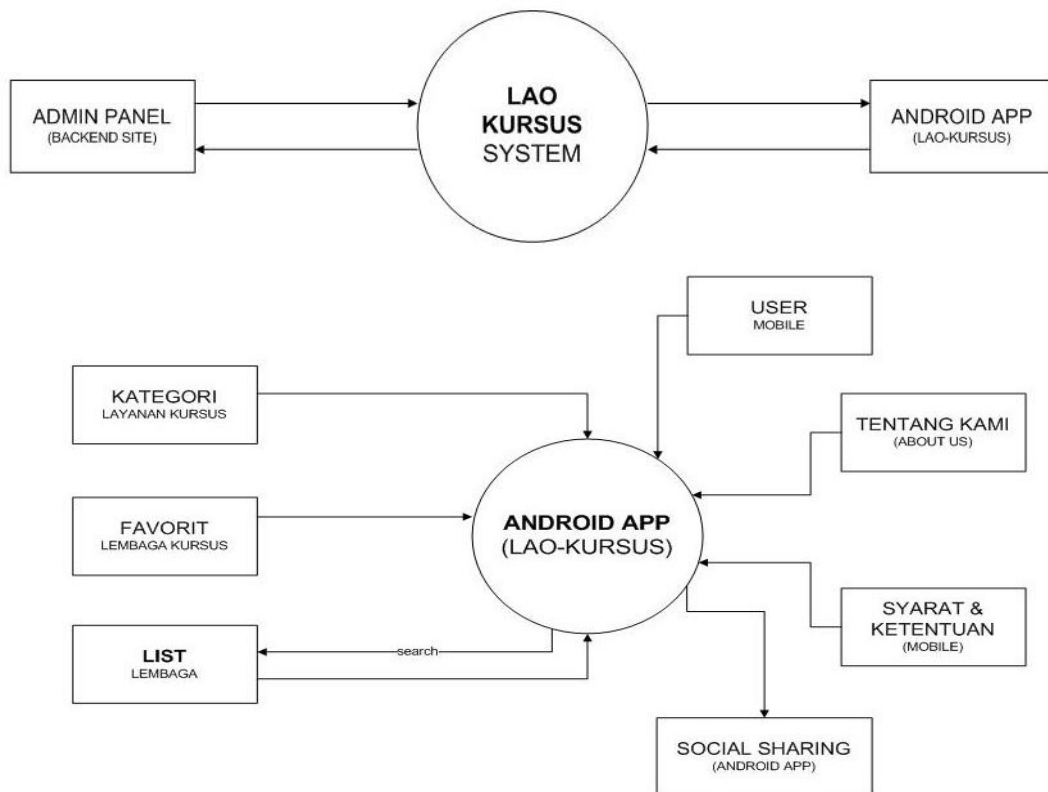 LAO
KURSUS
SYSTEM
ADMIN PANEL
(BACKEND SITE)
ANDROID APP
(LAO-KURSUS)
USER
MOBILE
KATEGORI
LAYANAN KURSUS
TENTANG KAMI
(ABOUT US)
FAVORIT
LEMBAGA KURSUS
ANDROID APP
(LAO-KURSUS)
SYARAT &
KETENTUAN
(MOBILE)
LIST
LEMBAGA
search
SOCIAL SHARING
(ANDROID APP)